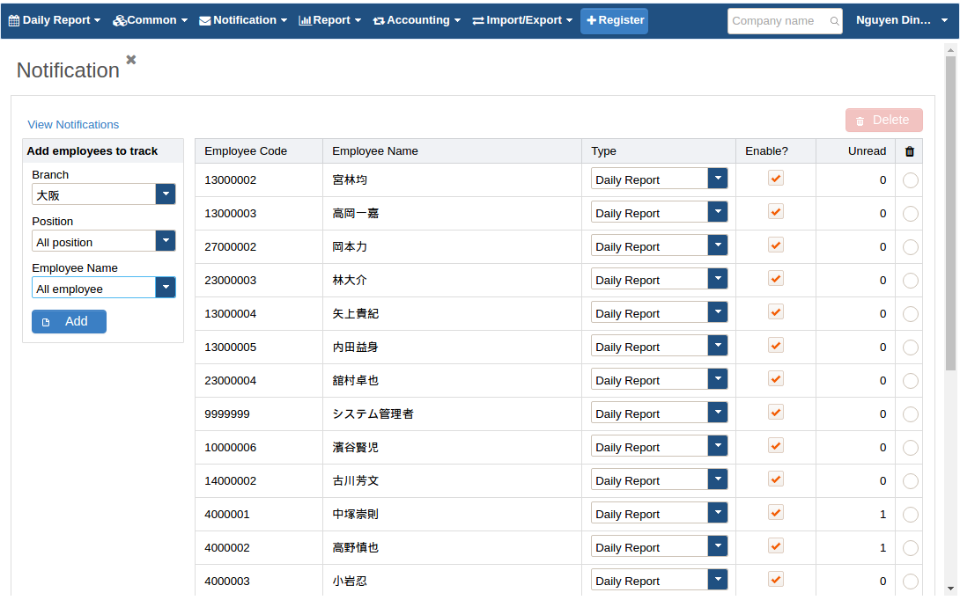 Daily Report Common Notification Report Accounting Import/Export Register Company name Nguyen Din...
Notification
View Notifications
Delete
Add employees to track
Branch
大阪
Position
All position
Employee Name
All employee
Add
Employee Code Employee Name Type Enable? Unread
13000002 宮林均 Daily Report 0
13000003 高岡一嘉 Daily Report 0
27000002 岡本力 Daily Report 0
23000003 林大介 Daily Report 0
13000004 矢上貴紀 Daily Report 0
13000005 内田益身 Daily Report 0
23000004 舘村卓也 Daily Report 0
9999999 システム管理者 Daily Report 0
10000006 濱谷賢児 Daily Report 0
14000002 古川芳文 Daily Report 0
4000001 中塚崇則 Daily Report 1
4000002 高野慎也 Daily Report 1
4000003 小岩忍 Daily Report 0